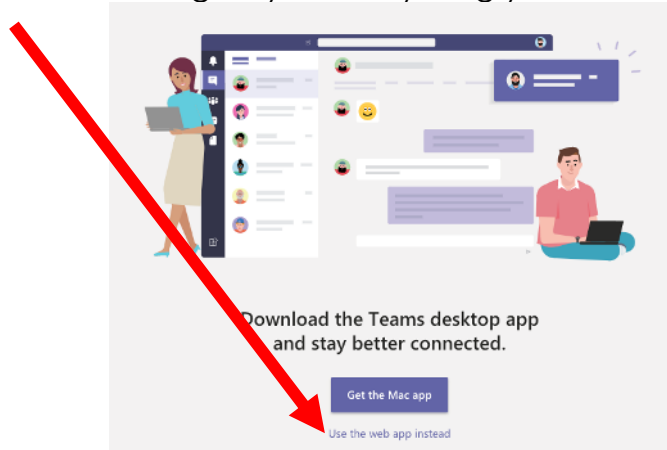 Download the Teams desktop app
and stay better connected.
Get the Mac app
Use the web app instead